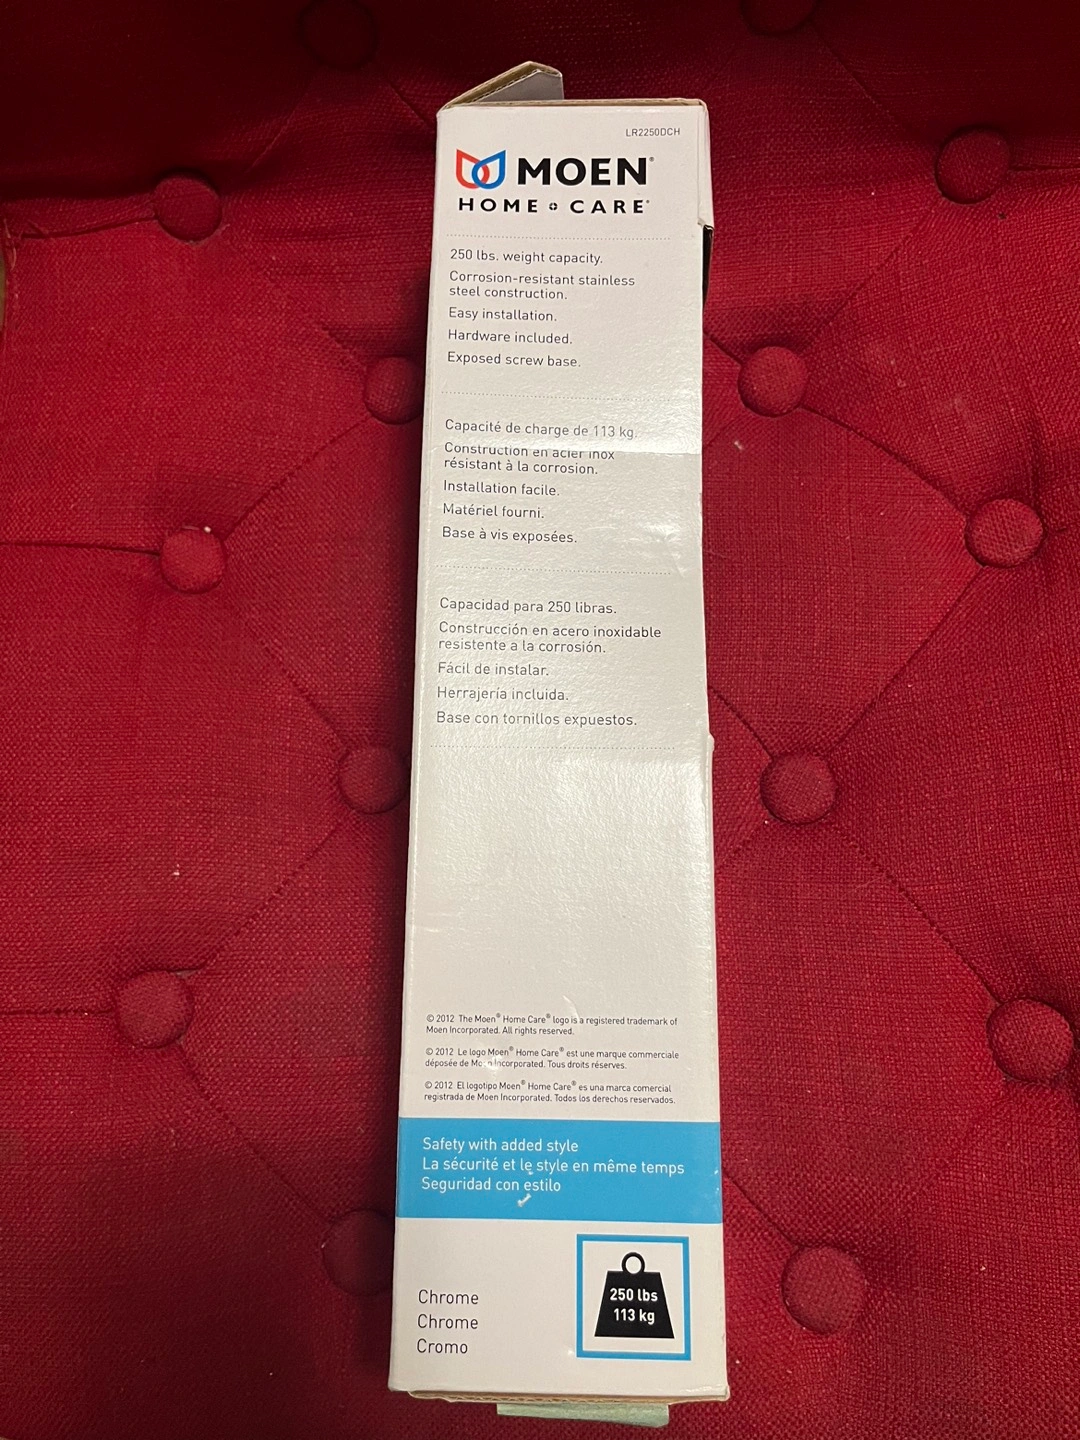 LR2250DCH
MOEN®
HOME + CARE®
250 lbs. weight capacity.
Corrosion-resistant stainless
steel construction.
Easy installation.
Hardware included.
Exposed screw base.
Capacité de charge de 113 kg.
Construction en acier inox
résistant à la corrosion.
Installation facile.
Matériel fourni.
Base à vis exposées.
Capacidad para 250 libras.
Construcción en acero inoxidable
resistente a la corrosión.
Fácil de instalar.
Herrajería incluida.
Base con tornillos expuestos.
© 2012 The Moen® Home Care® logo is a registered trademark of
Moen Incorporated. All rights reserved.
© 2012 Le logo Moen® Home Care® est une marque commerciale
déposée de Moen Incorporated. Tous droits réserves.
© 2012 El logotipo Moen® Home Care® es una marca comercial
registrada de Moen Incorporated. Todos los derechos reservados.
Safety with added style
La sécurité et le style en même temps
Seguridad con estilo
250 lbs
113 kg
Chrome
Chrome
Cromo